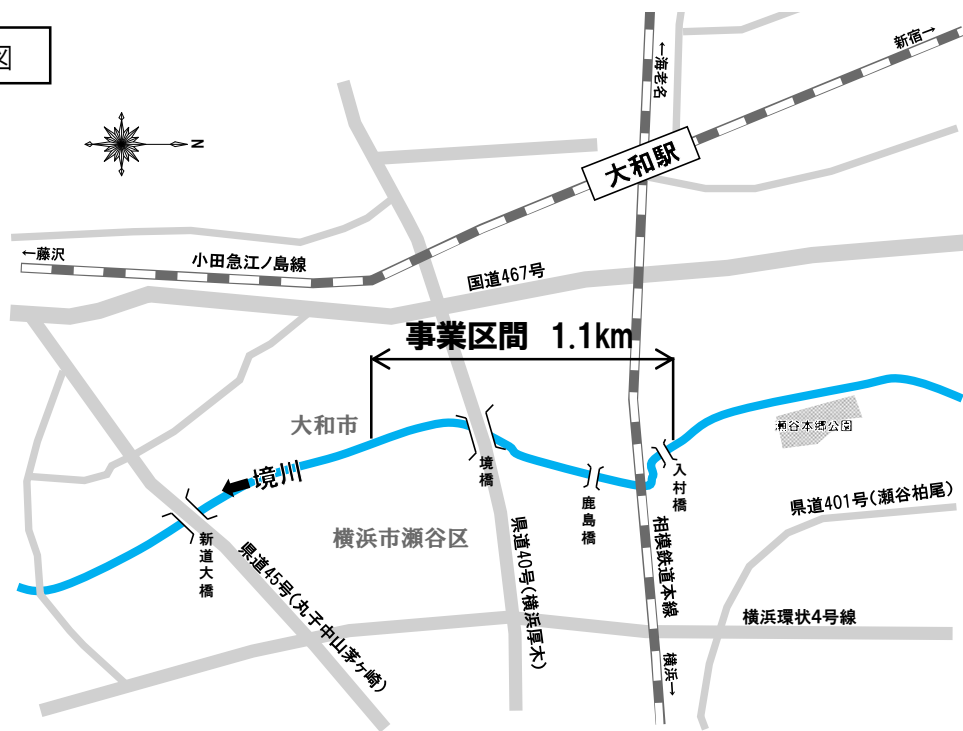 図
N
新宿→
←海老名
大和駅
←藤沢
小田急江ノ島線
国道467号
事業区間 1.1km
大和市
瀬谷本郷公園
境川
境橋
入村橋
鹿島橋
県道401号(瀬谷柏尾)
横浜市瀬谷区
新道大橋
県道45号(丸子中山茅ヶ崎)
県道40号(横浜厚木)
相模鉄道本線
横浜環状4号線
横浜→